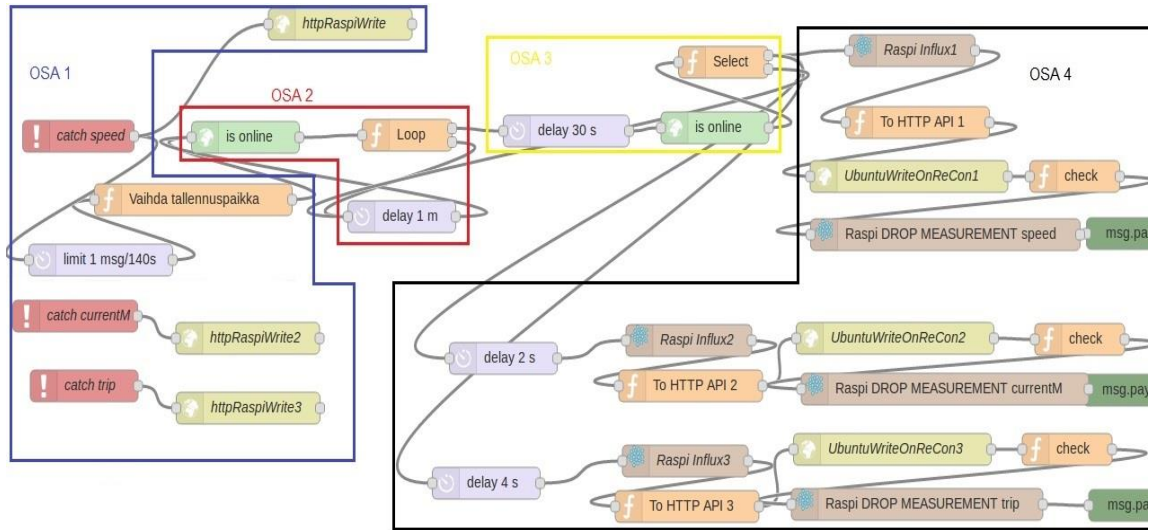 httpRaspiWrite
OSA 1
catch speed
Vaihda tallennuspaikka
limit 1 msg/140s
catch currentM
httpRaspiWrite2
catch trip
httpRaspiWrite3
OSA 2
is online
Loop
delay 1 m
OSA 3
Select
delay 30 s
is online
OSA 4
Raspi Influx1
To HTTP API 1
UbuntuWriteOnReCon1
check
Raspi DROP MEASUREMENT speed
msg.pa
delay 2 s
Raspi Influx2
UbuntuWriteOnReCon2
check
To HTTP API 2
Raspi DROP MEASUREMENT currentM
msg.pay
delay 4 s
Raspi Influx3
UbuntuWriteOnReCon3
check
To HTTP API 3
Raspi DROP MEASUREMENT trip
msg.pa